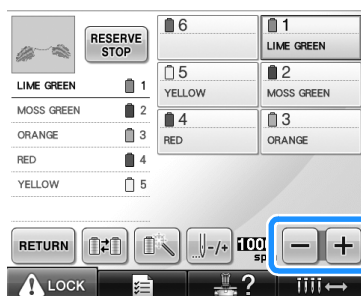 RESERVE
STOP
6
1
LIME GREEN
5
YELLOW
2
MOSS GREEN
4
RED
3
ORANGE
LIME GREEN 1
MOSS GREEN 2
ORANGE 3
RED 4
YELLOW 5
RETURN
-/+
- +
LOCK
?